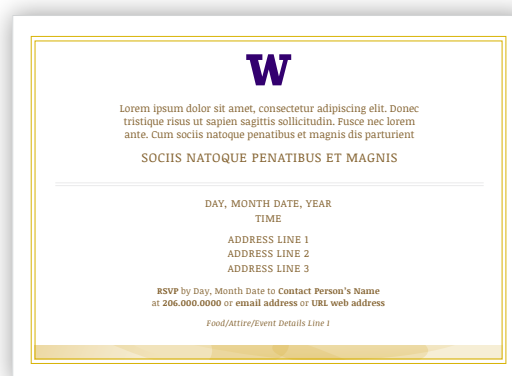 W
Lorem ipsum dolor sit amet, consectetur adipiscing elit. Donec
tristique risus ut sapien sagittis sollicitudin. Fusce nec lorem
ante. Cum sociis natoque penatibus et magnis dis parturient
SOCIIS NATOQUE PENATIBUS ET MAGNIS
DAY, MONTH DATE, YEAR
TIME
ADDRESS LINE 1
ADDRESS LINE 2
ADDRESS LINE 3
RSVP by Day, Month Date to Contact Person's Name
at 206.000.0000 or email address or URL web address
Food/Attire/Event Details Line 1